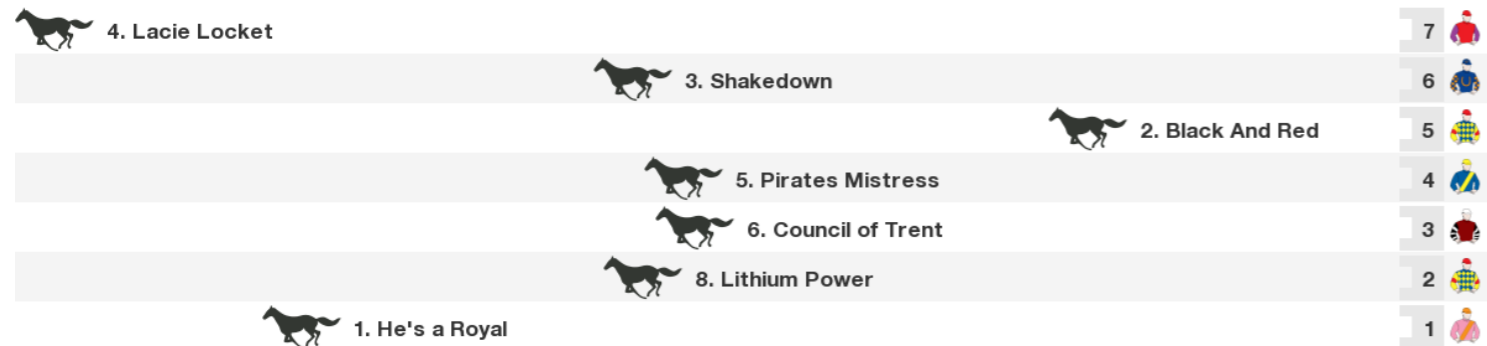 4. Lacie Locket 7
3. Shakedown 6
2. Black And Red 5
5. Pirates Mistress 4
6. Council of Trent 3
8. Lithium Power 2
1. He's a Royal 1